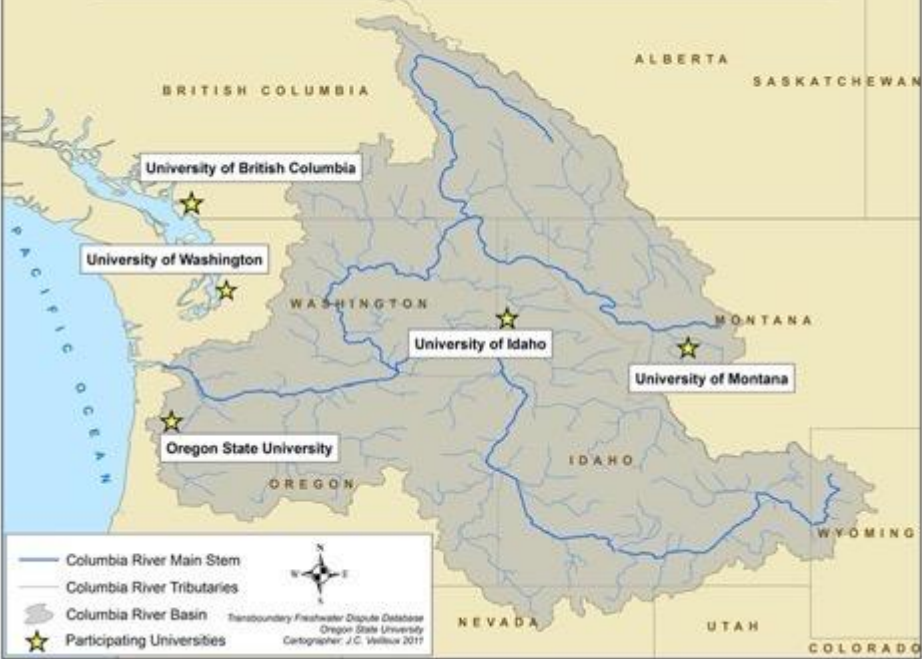 ALBERTA
SASKATCHEWAN
BRITISH COLUMBIA
University of British Columbia
University of Washington
PACIFIC OCEAN
WASHINGTON
MONTANA
University of Idaho
University of Montana
Oregon State University
IDAHO
OREGON
WYOMING
NEVADA
UTAH
COLORADO
Columbia River Main Stem
Columbia River Tributaries
Columbia River Basin
Participating Universities
N
W
E
S
Transboundary Freshwater Dispute Database
Oregon State University
Cartographer: J.C. Veilleux 2011